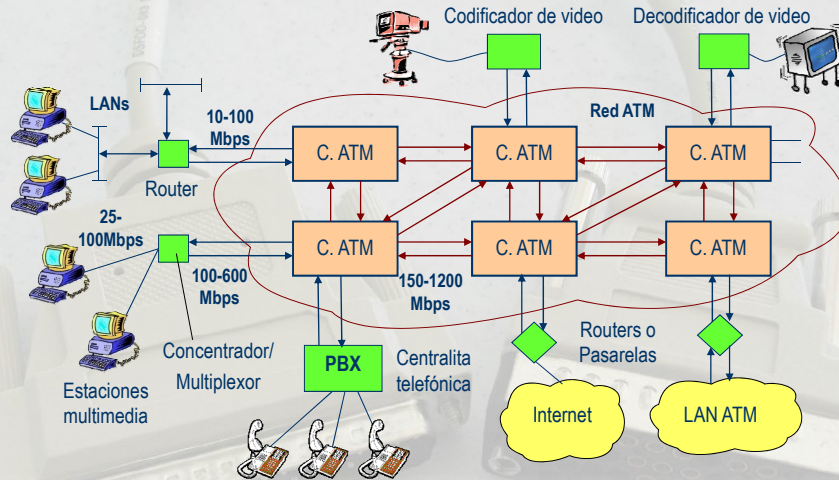 Codificador de video
Decodificador de video
LANs
10-100
Mbps
Red ATM
C. ATM
C. ATM
C. ATM
Router
25-
100Mbps
C. ATM
C. ATM
C. ATM
100-600
Mbps
150-1200
Mbps
Concentrador/
Multiplexor
Estaciones
multimedia
PBX
Centralita
telefónica
Routers o
Pasarelas
Internet
LAN ATM